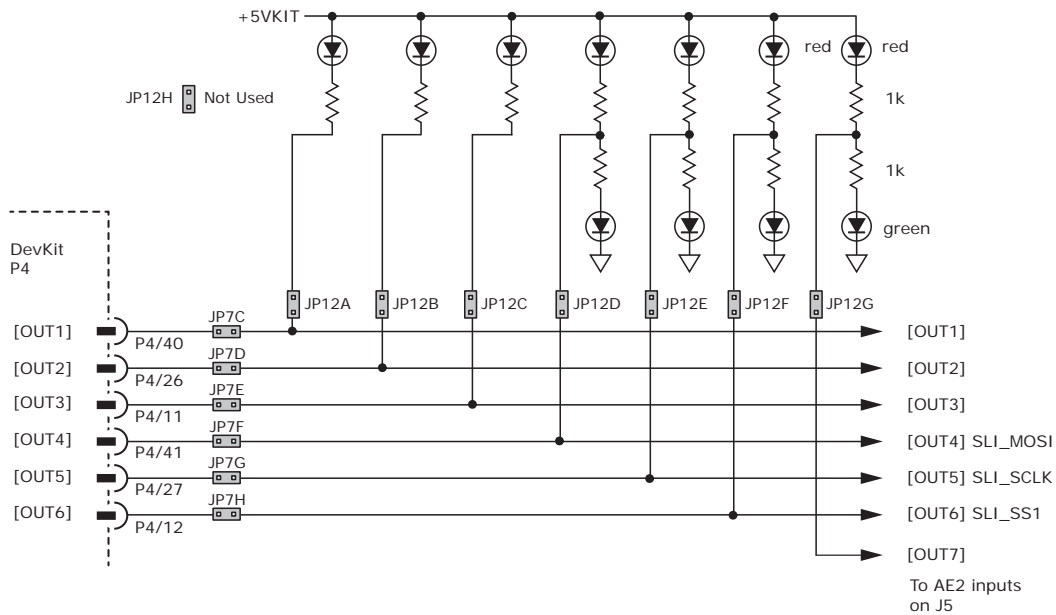 +5VKIT
red
red
JP12H
Not Used
1k
1k
green
DevKit
P4
JP12A
JP12B
JP12C
JP12D
JP12E
JP12F
JP12G
[OUT1]
P4/40
JP7C
[OUT1]
[OUT2]
P4/26
JP7D
[OUT2]
[OUT3]
P4/11
JP7E
[OUT3]
[OUT4]
P4/41
JP7F
[OUT4] SLI_MOSI
[OUT5]
P4/27
JP7G
[OUT5] SLI_SCLK
[OUT6]
P4/12
JP7H
[OUT6] SLI_SS1
[OUT7]
To AE2 inputs
on J5